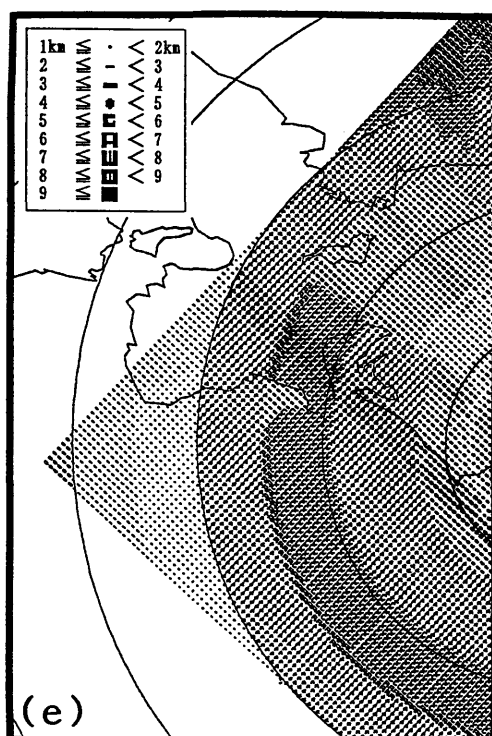 1km ≦ · < 2km
2 ≦ - < 3
3 ≦ ▬ < 4
4 ≦ ● < 5
5 ≦ < 6
6 ≦ < 7
7 ≦ < 8
8 ≦ < 9
9 ≦ ■
(e)